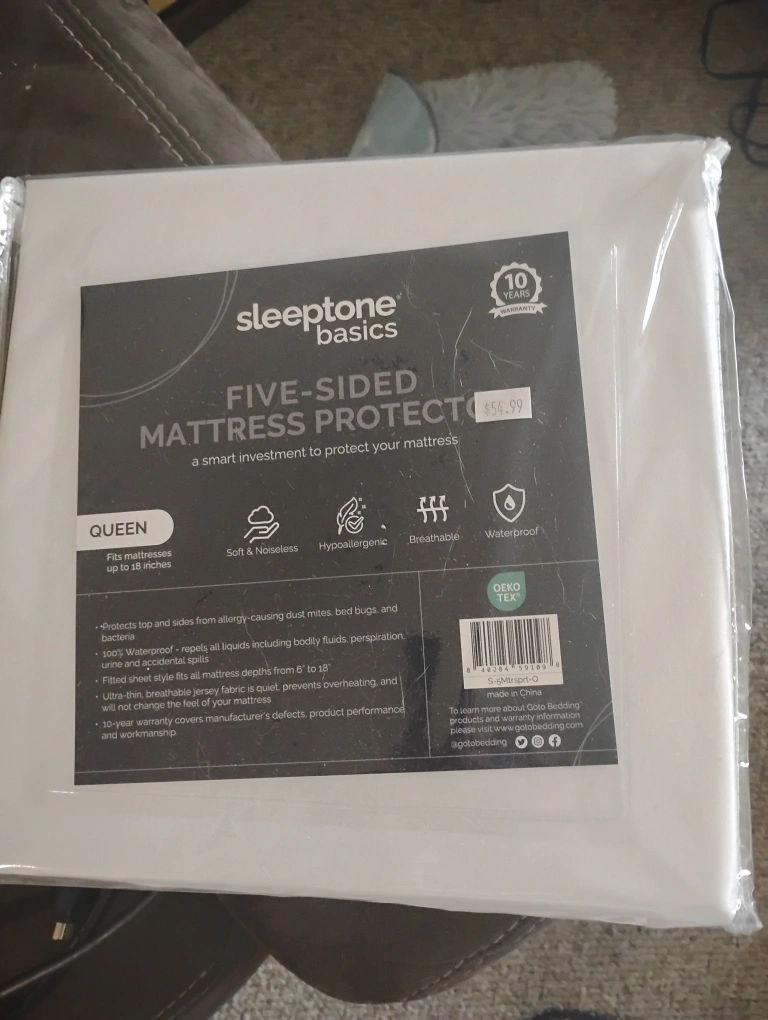 sleeptone
basics
10
YEARS
WARRANTY
FIVE-SIDED
MATTRESS PROTECTO
$54.99
a smart investment to protect your mattress
QUEEN
Fits mattresses
up to 18 inches
Soft & Noiseless
Hypoallergenic
Breathable
Waterproof
• Protects top and sides from allergy-causing dust mites, bed bugs, and
bacteria
• 100% Waterproof - repels all liquids including bodily fluids, perspiration,
urine and accidental spills
• Fitted sheet style fits all mattress depths from 6" to 18"
• Ultra-thin, breathable jersey fabric is quiet, prevents overheating, and
will not change the feel of your mattress
• 10-year warranty covers manufacturer's defects, product performance
and workmanship
OEKO
TEX®
8 40284 59109 8
S-5Mtrsprt-Q
made in China
To learn more about Goto Bedding
products and warranty information
please visit www.gotobedding.com
@gotobedding